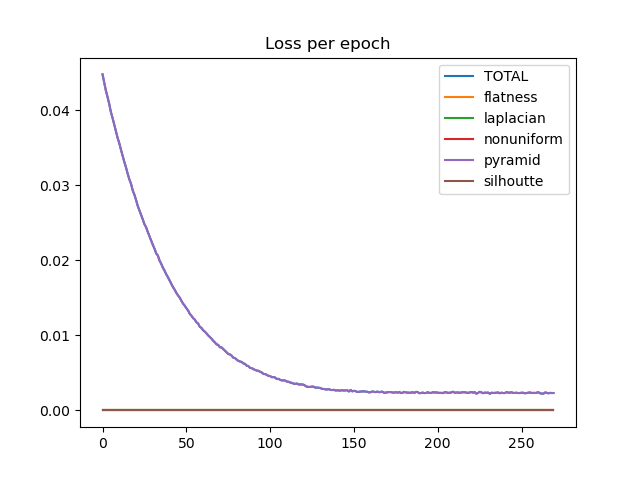 Loss per epoch
TOTAL
flatness
laplacian
nonuniform
pyramid
silhoutte
0.04
0.03
0.02
0.01
0.00
0 50 100 150 200 250